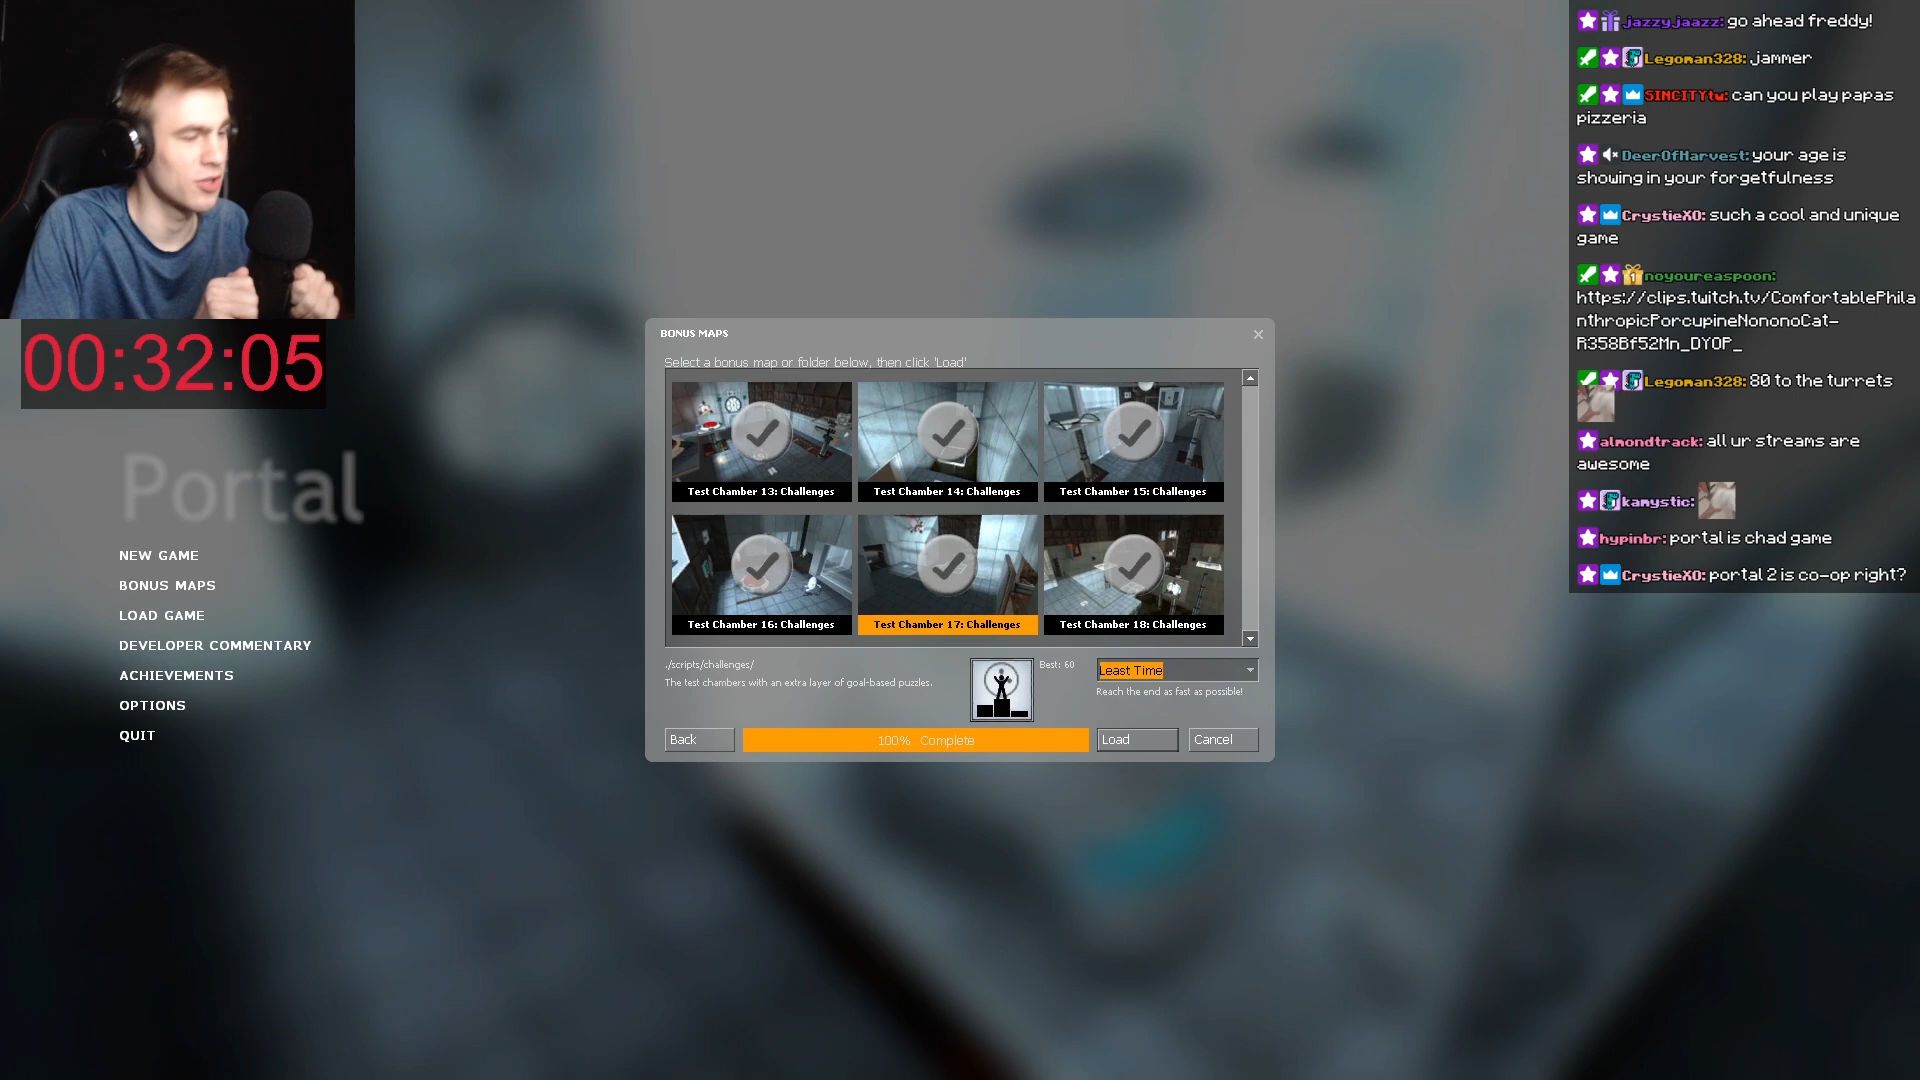 00:32:05
Portal
NEW GAME
BONUS MAPS
LOAD GAME
DEVELOPER COMMENTARY
ACHIEVEMENTS
OPTIONS
QUIT
BONUS MAPS
Select a bonus map or folder below, then click 'Load'
Test Chamber 13: Challenges
Test Chamber 14: Challenges
Test Chamber 15: Challenges
Test Chamber 16: Challenges
Test Chamber 17: Challenges
Test Chamber 18: Challenges
./scripts/challenges/
The test chambers with an extra layer of goal-based puzzles.
Best: 60
Least Time
Reach the end as fast as possible!
Back
100% Complete
Load
Cancel
jazzyjaazz: go ahead freddy!
Legoman328: jammer
SINCITYtw: can you play papas
pizzeria
DeerOfHarvest: your age is
showing in your forgetfulness
CrystieXO: such a cool and unique
game
noyoureaspoon:
https://clips.twitch.tv/ComfortablePhila
nthropicPorcupineNononoCat-
R358Bf52Mn_DYOP_
Legoman328: 80 to the turrets
almondtrack: all ur streams are
awesome
kamystic:
hypinbr: portal is chad game
CrystieXO: portal 2 is co-op right?